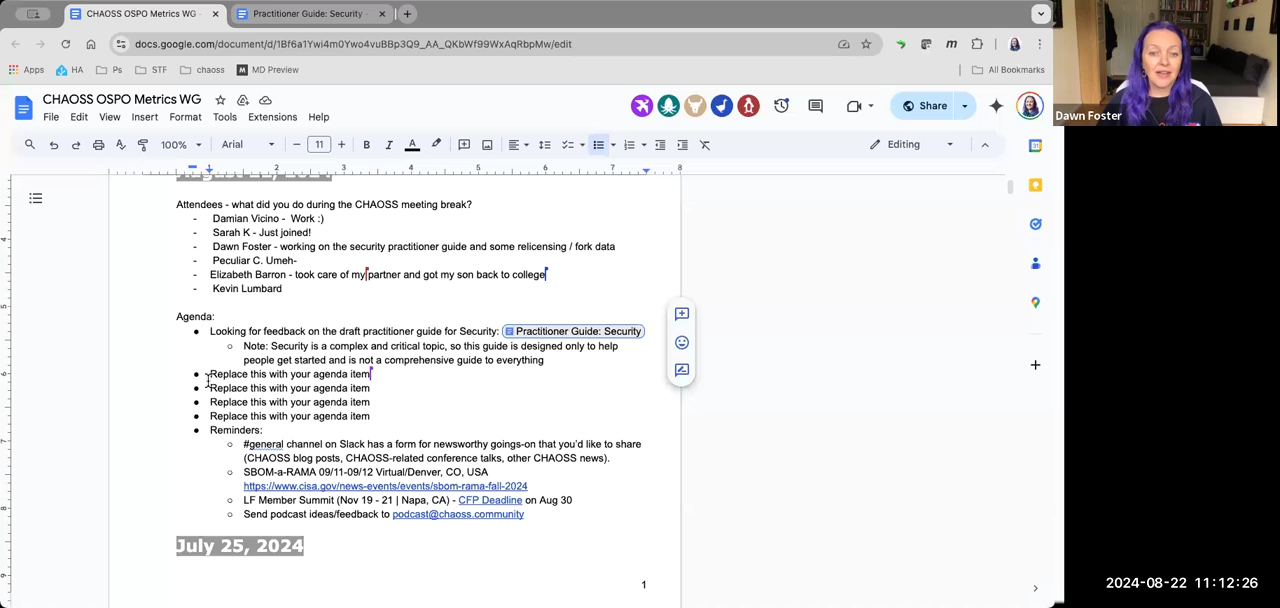 CHAOSS OSPO Metrics WG -
Practitioner Guide: Security -
docs.google.com/document/d/1Bf6a1Ywi4m0Ywo4vuBBp3Q9_AA_QKbWf99WxAqRbpMw/edit
Apps
HA
Ps
STF
chaoss
MD Preview
All Bookmarks
Dawn Foster
CHAOSS OSPO Metrics WG
Share
File Edit View Insert Format Tools Extensions Help
100% Arial 11 Editing
Attendees - what did you do during the CHAOSS meeting break?
- Damian Vicino - Work :)
- Sarah K - Just joined!
- Dawn Foster - working on the security practitioner guide and some relicensing / fork data
- Peculiar C. Umeh-
- Elizabeth Barron - took care of my partner and got my son back to college
- Kevin Lumbard
Agenda:
● Looking for feedback on the draft practitioner guide for Security: Practitioner Guide: Security
○ Note: Security is a complex and critical topic, so this guide is designed only to help
people get started and is not a comprehensive guide to everything
● Replace this with your agenda item
● Replace this with your agenda item
● Replace this with your agenda item
● Replace this with your agenda item
● Reminders:
○ #general channel on Slack has a form for newsworthy goings-on that you'd like to share
(CHAOSS blog posts, CHAOSS-related conference talks, other CHAOSS news).
○ SBOM-a-RAMA 09/11-09/12 Virtual/Denver, CO, USA
https://www.cisa.gov/news-events/events/sbom-rama-fall-2024
○ LF Member Summit (Nov 19 - 21 | Napa, CA) - CFP Deadline on Aug 30
○ Send podcast ideas/feedback to podcast@chaoss.community
July 25, 2024
1
2024-08-22 11:12:26